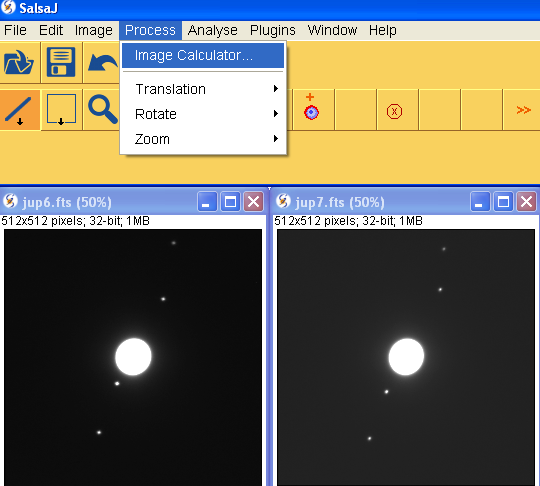 SalsaJ
File Edit Image Process Analyse Plugins Window Help
Image Calculator...
Translation
Rotate
Zoom
>>
jup6.fts (50%)
512x512 pixels; 32-bit; 1MB
jup7.fts (50%)
512x512 pixels; 32-bit; 1MB